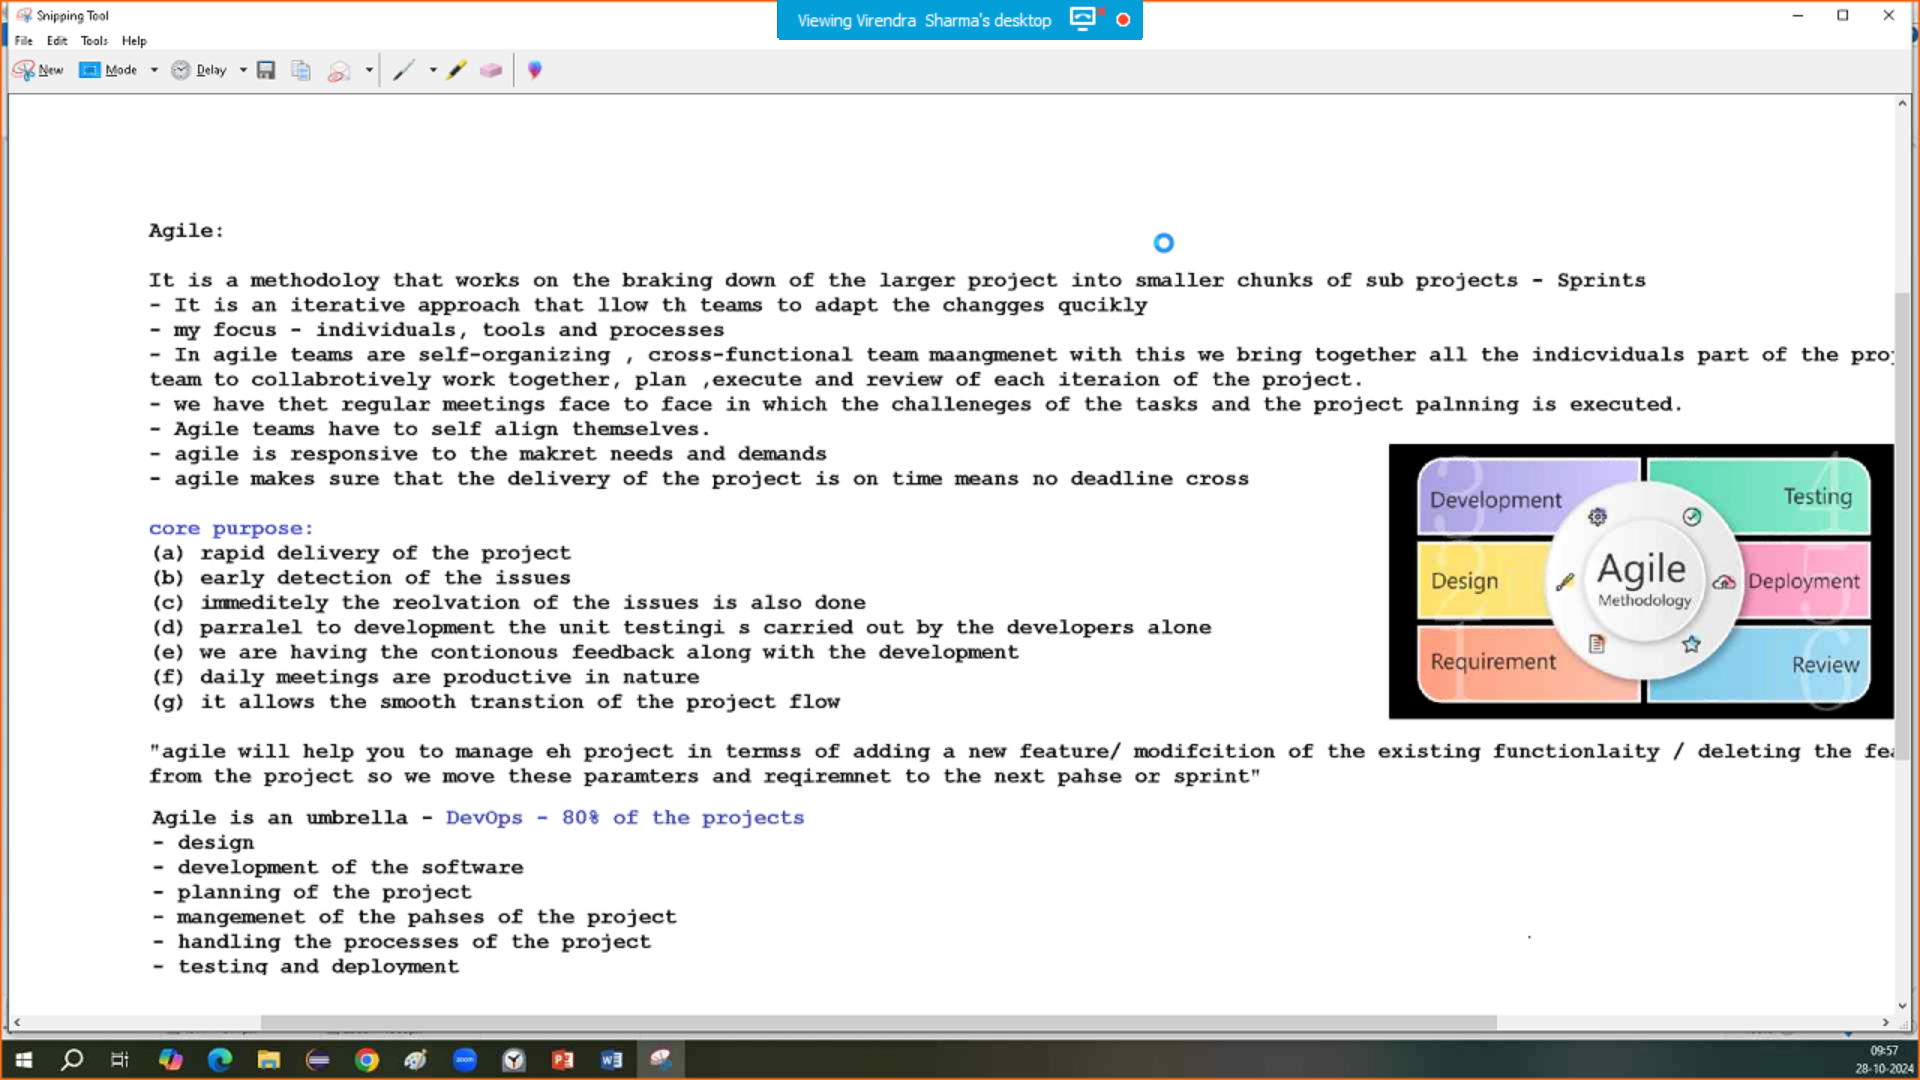 Snipping Tool
Viewing Virendra Sharma's desktop
File Edit Tools Help
New Mode Delay
Agile:
It is a methodoloy that works on the braking down of the larger project into smaller chunks of sub projects - Sprints
- It is an iterative approach that llow th teams to adapt the changges qucikly
- my focus - individuals, tools and processes
- In agile teams are self-organizing , cross-functional team maangmenet with this we bring together all the indicviduals part of the pro
team to collabrotively work together, plan ,execute and review of each iteraion of the project.
- we have thet regular meetings face to face in which the challeneges of the tasks and the project palnning is executed.
- Agile teams have to self align themselves.
- agile is responsive to the makret needs and demands
- agile makes sure that the delivery of the project is on time means no deadline cross
core purpose:
(a) rapid delivery of the project
(b) early detection of the issues
(c) immeditely the reolvation of the issues is also done
(d) parralel to development the unit testingi s carried out by the developers alone
(e) we are having the contionous feedback along with the development
(f) daily meetings are productive in nature
(g) it allows the smooth transtion of the project flow
3 Development
4 Testing
2 Design
Agile
Methodology
5 Deployment
1 Requirement
6 Review
"agile will help you to manage eh project in termss of adding a new feature/ modifcition of the existing functionlaity / deleting the fea
from the project so we move these paramters and reqiremnet to the next pahse or sprint"
Agile is an umbrella - DevOps - 80% of the projects
- design
- development of the software
- planning of the project
- mangemenet of the pahses of the project
- handling the processes of the project
- testing and deployment
zoom
09:57
28-10-2024